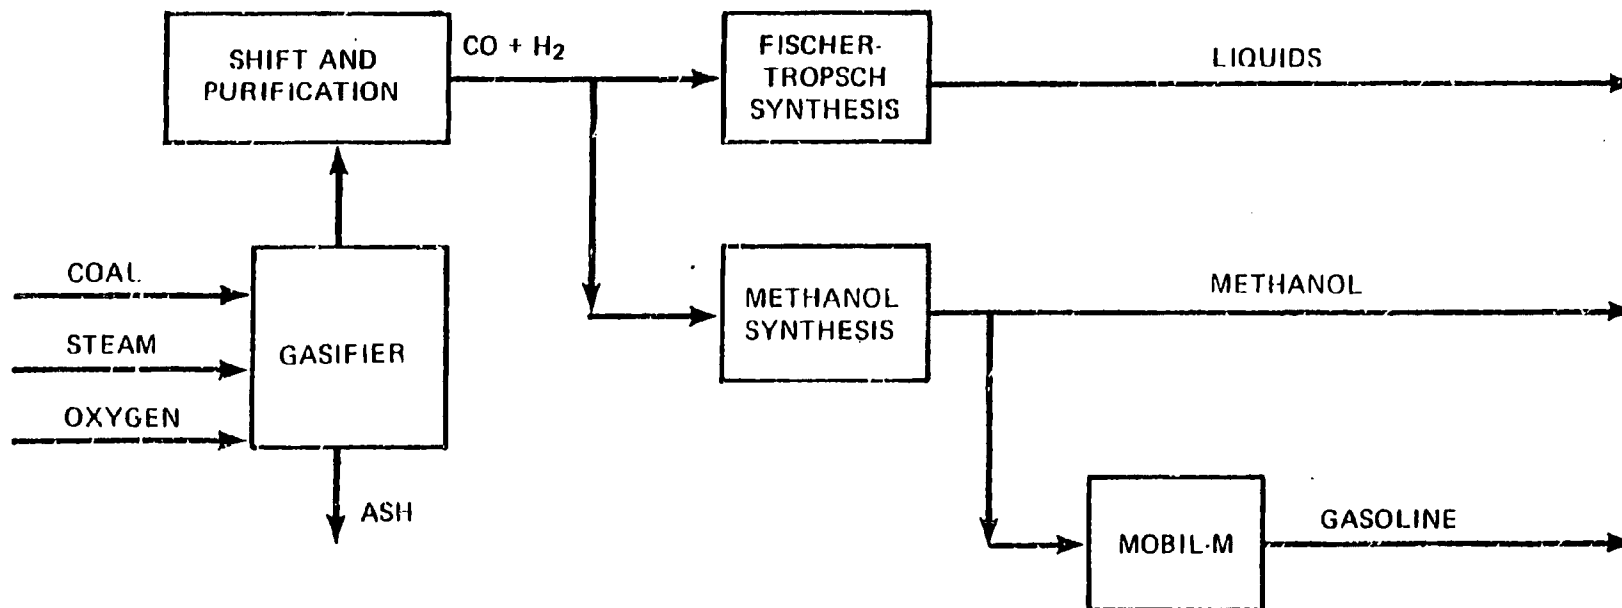 SHIFT AND
PURIFICATION
CO + H₂
FISCHER-
TROPSCH
SYNTHESIS
LIQUIDS
COAL
STEAM
OXYGEN
GASIFIER
ASH
METHANOL
SYNTHESIS
METHANOL
MOBIL-M
GASOLINE